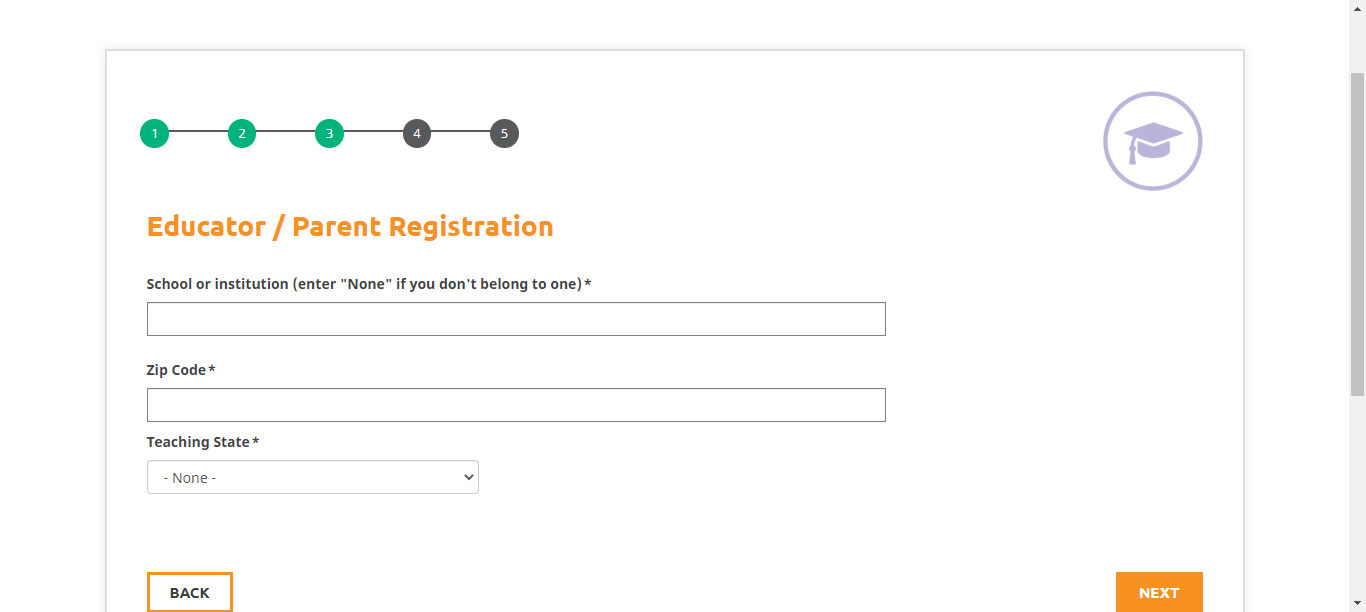 1 2 3 4 5
Educator / Parent Registration
School or institution (enter "None" if you don't belong to one)*
Zip Code*
Teaching State*
- None -
BACK NEXT